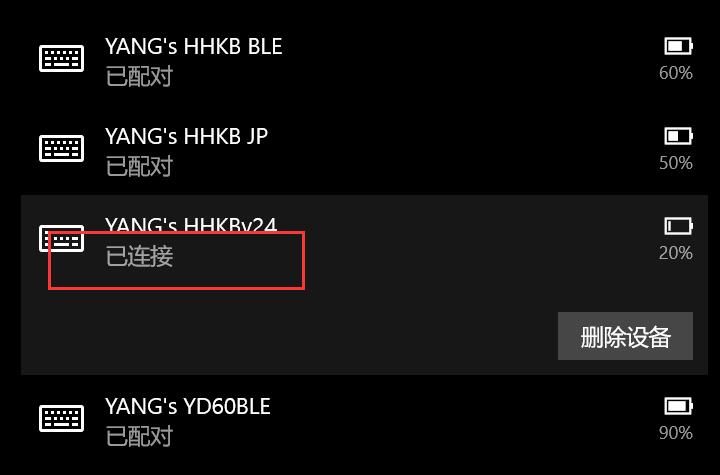 YANG's HHKB BLE
已配对
60%
YANG's HHKB JP
已配对
50%
YANG's HHKBv24
已连接
20%
删除设备
YANG's YD60BLE
已配对
90%